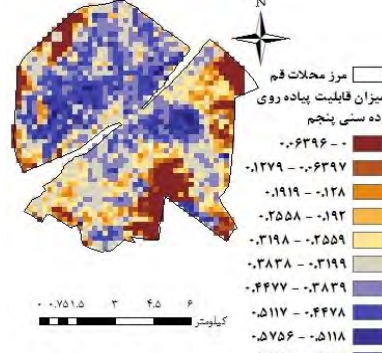 N
مرز محلات قم
میزان قابلیت پیاده روی
رده سنی پنجم
۰.۰۶۳۹۶ - ۰
۰.۱۲۷۹ - ۰.۰۶۳۹۷
۰.۱۹۱۹ - ۰.۱۲۸
۰.۲۵۵۸ - ۰.۱۹۲
۰.۳۱۹۸ - ۰.۲۵۵۹
۰.۳۸۳۸ - ۰.۳۱۹۹
۰.۴۴۷۷ - ۰.۳۸۳۹
۰.۵۱۱۷ - ۰.۴۴۷۸
۰.۵۷۵۶ - ۰.۵۱۱۸
۰ ۰.۷۵ ۱.۵ ۳ ۴.۵ ۶
کیلومتر